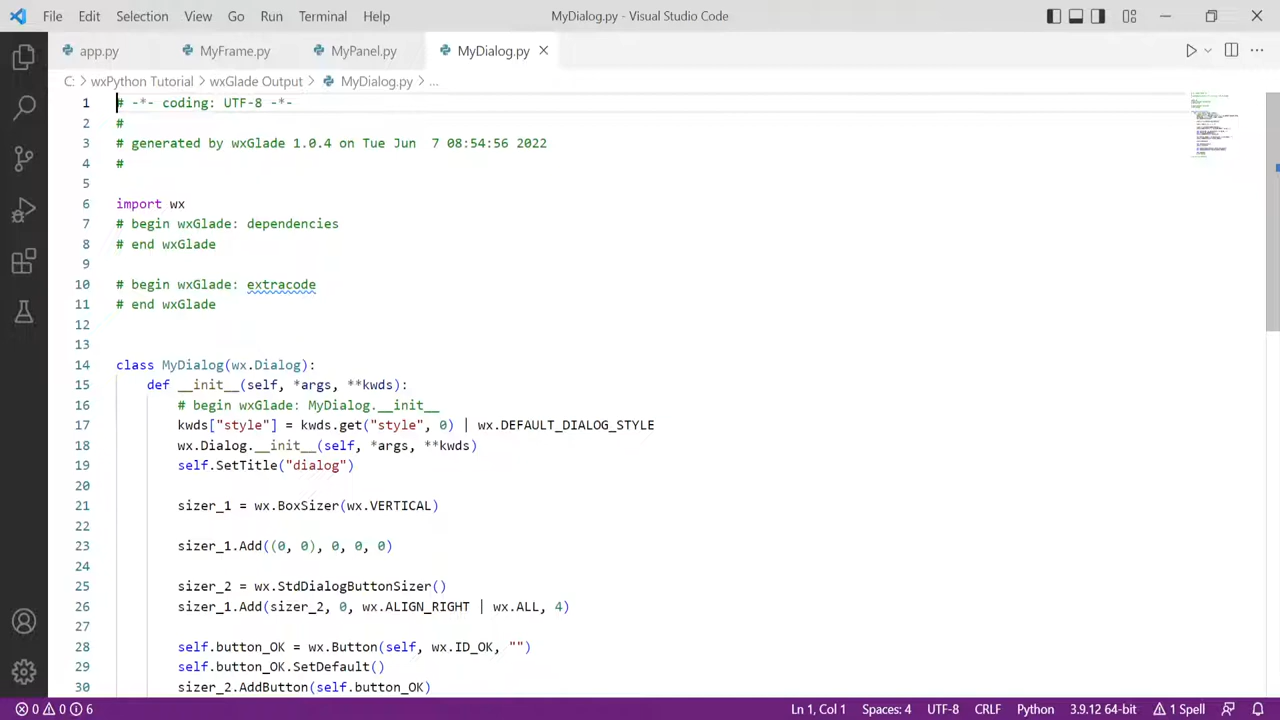 File Edit Selection View Go Run Terminal Help MyDialog.py - Visual Studio Code
app.py MyFrame.py MyPanel.py MyDialog.py
C: > wxPython Tutorial > wxGlade Output > MyDialog.py > ...
1 # -*- coding: UTF-8 -*-
2 #
3 # generated by wxGlade 1.0.4 on Tue Jun 7 08:54:56 2022
4 #
5
6 import wx
7 # begin wxGlade: dependencies
8 # end wxGlade
9
10 # begin wxGlade: extracode
11 # end wxGlade
12
13
14 class MyDialog(wx.Dialog):
15 def __init__(self, *args, **kwds):
16 # begin wxGlade: MyDialog.__init__
17 kwds["style"] = kwds.get("style", 0) | wx.DEFAULT_DIALOG_STYLE
18 wx.Dialog.__init__(self, *args, **kwds)
19 self.SetTitle("dialog")
20
21 sizer_1 = wx.BoxSizer(wx.VERTICAL)
22
23 sizer_1.Add((0, 0), 0, 0, 0)
24
25 sizer_2 = wx.StdDialogButtonSizer()
26 sizer_1.Add(sizer_2, 0, wx.ALIGN_RIGHT | wx.ALL, 4)
27
28 self.button_OK = wx.Button(self, wx.ID_OK, "")
29 self.button_OK.SetDefault()
30 sizer_2.AddButton(self.button_OK)
0 0 6 Ln 1, Col 1 Spaces: 4 UTF-8 CRLF Python 3.9.12 64-bit 1 Spell